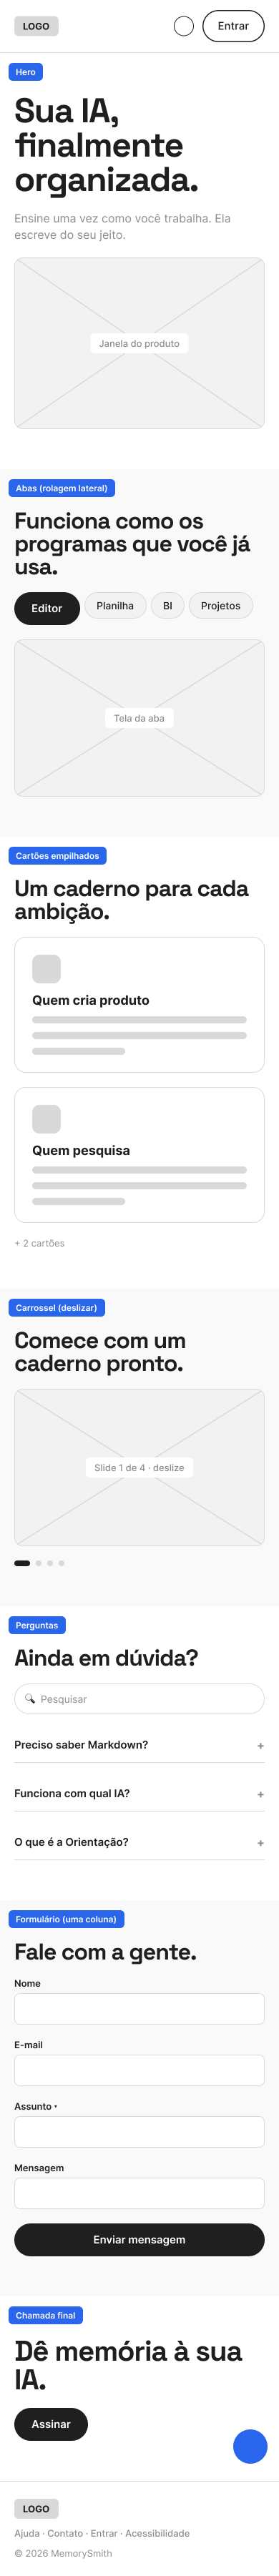 LOGO
Entrar
Hero
Sua IA,
finalmente
organizada.
Ensine uma vez como você trabalha. Ela
escreve do seu jeito.
Janela do produto
Abas (rolagem lateral)
Funciona como os
programas que você já
usa.
Editor
Planilha
BI
Projetos
Tela da aba
Cartões empilhados
Um caderno para cada
ambição.
Quem cria produto
Quem pesquisa
+ 2 cartões
Carrossel (deslizar)
Comece com um
caderno pronto.
Slide 1 de 4 · deslize
Perguntas
Ainda em dúvida?
Pesquisar
Preciso saber Markdown? +
Funciona com qual IA? +
O que é a Orientação? +
Formulário (uma coluna)
Fale com a gente.
Nome
E-mail
Assunto
Mensagem
Enviar mensagem
Chamada final
Dê memória à sua
IA.
Assinar
LOGO
Ajuda · Contato · Entrar · Acessibilidade
© 2026 MemorySmith